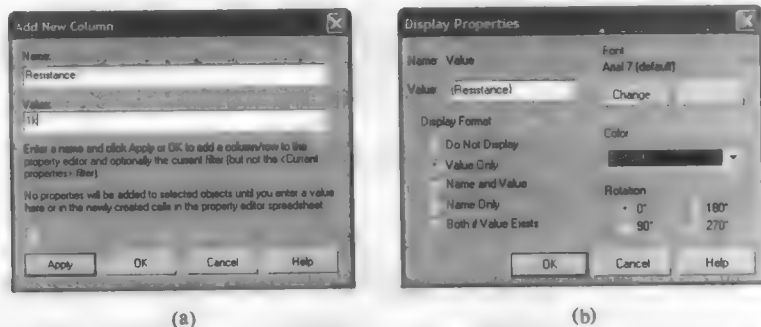 Add New Column
Name:
Resistance
Value:
1k
Enter a name and click Apply or OK to add a column/row to the
property editor and optionally the current filter (but not the <Current
properties> filter).
No properties will be added to selected objects until you enter a value
here or in the newly created cells in the property editor spreadsheet
Apply OK Cancel Help
(a)
Display Properties
Name: Value
Value: {Resistance}
Display Format
Do Not Display
Value Only
Name and Value
Name Only
Both if Value Exists
Font
Arial 7 (default)
Change
Color
Rotation
0° 180°
90° 270°
OK Cancel Help
(b)